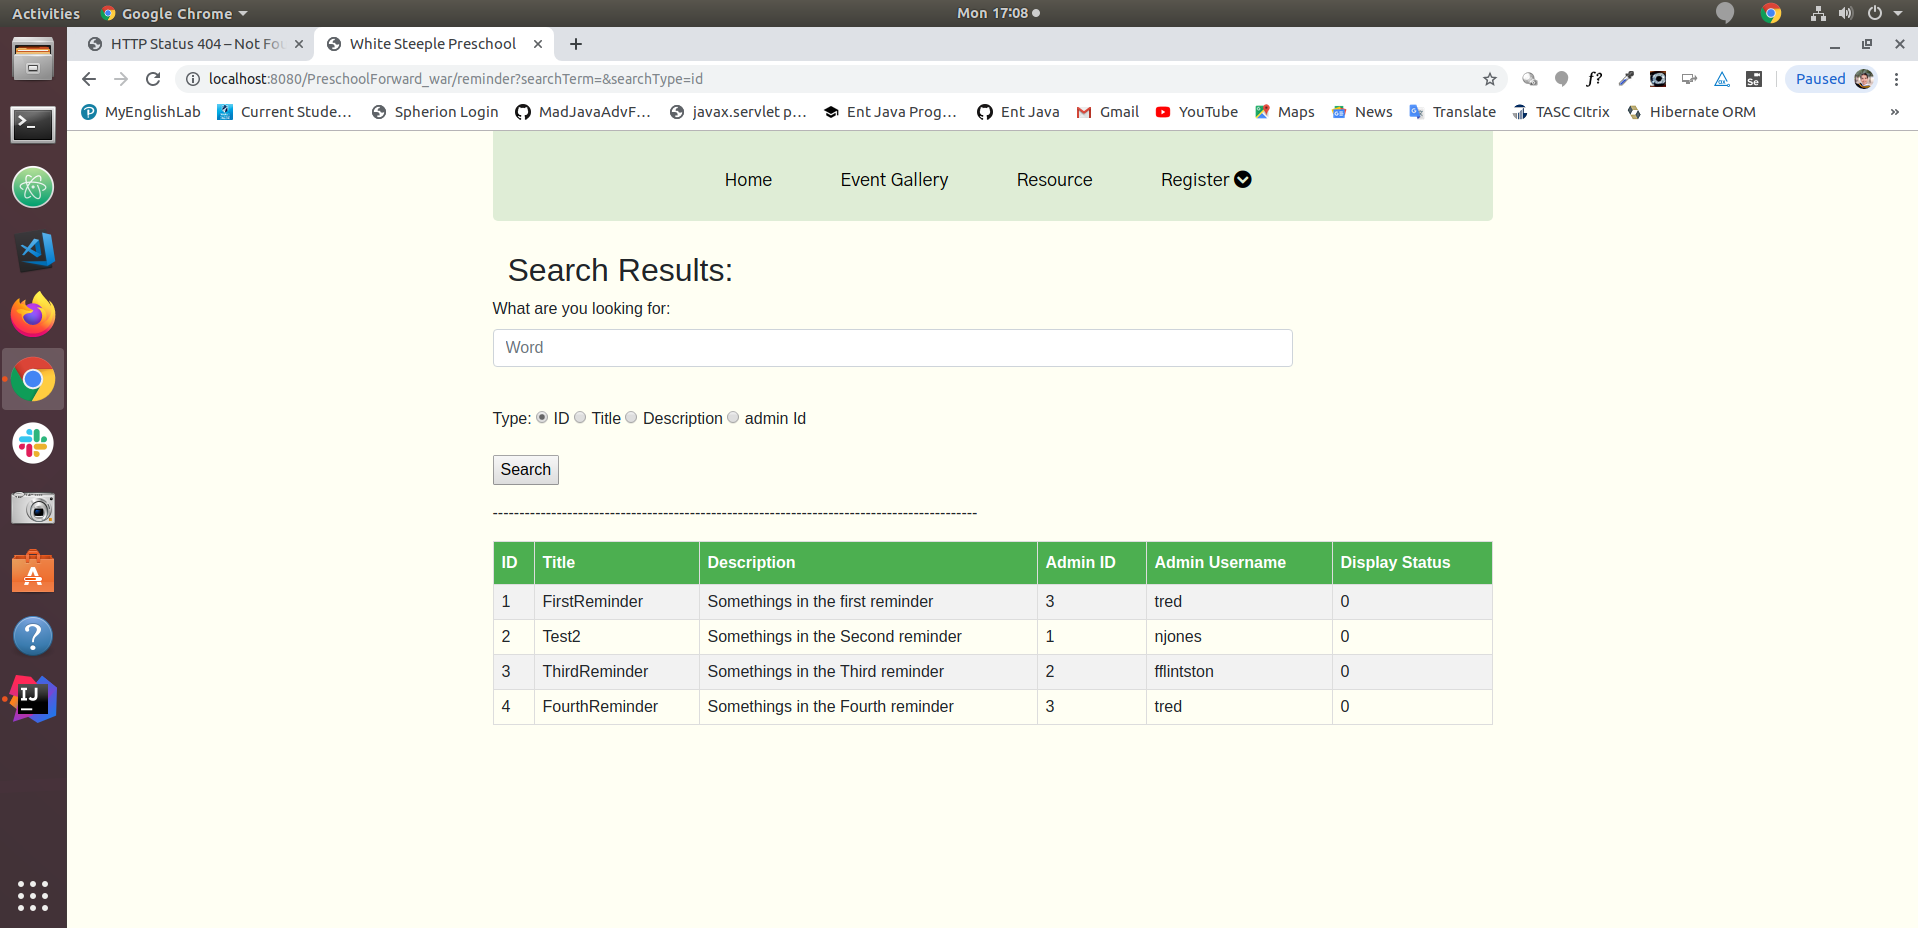 Activities Google Chrome Mon 17:08
HTTP Status 404 – Not Fou White Steeple Preschool
localhost:8080/PreschoolForward_war/reminder?searchTerm=&searchType=id f? Se Paused
MyEnglishLab Current Stude... Spherion Login MadJavaAdvF... javax.servlet p... Ent Java Prog... Ent Java Gmail YouTube Maps News Translate TASC CItrix Hibernate ORM »
Home Event Gallery Resource Register
Search Results:
What are you looking for:
Word
Type: ID Title Description admin Id
Search
--------------------------------------------------------------------------------------------
ID Title Description Admin ID Admin Username Display Status
1 FirstReminder Somethings in the first reminder 3 tred 0
2 Test2 Somethings in the Second reminder 1 njones 0
3 ThirdReminder Somethings in the Third reminder 2 fflintston 0
4 FourthReminder Somethings in the Fourth reminder 3 tred 0
IJ